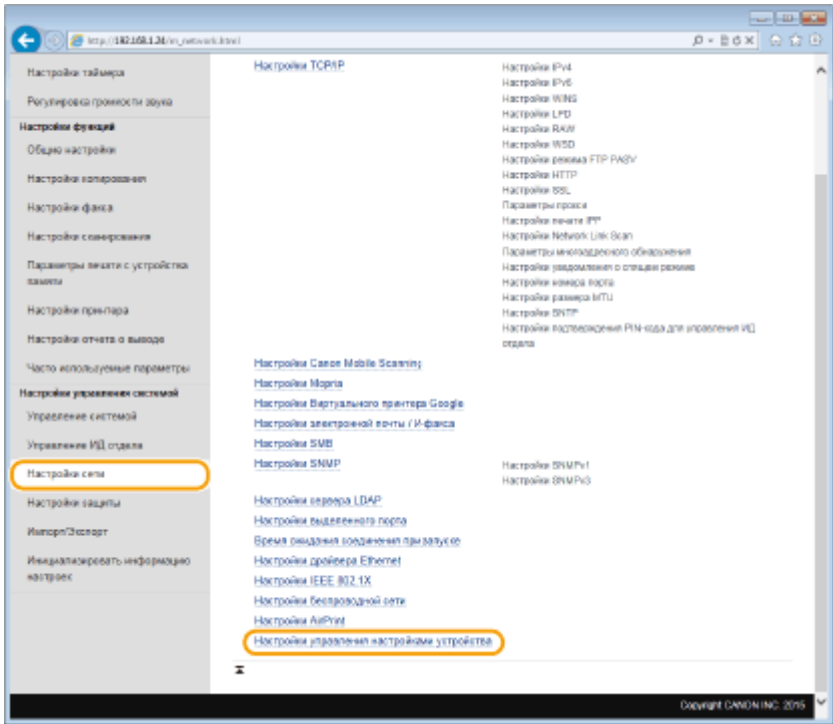 http://192.168.1.24/m_network.html
Настройки таймера
Регулировка громкости звука
Настройки функций
Общие настройки
Настройки копирования
Настройки факса
Настройки сканирования
Параметры печати с устройства
памяти
Настройки принтера
Настройки отчета о выводе
Часто используемые параметры
Настройки управления системой
Управление системой
Управление ИД отдела
Настройки сети
Настройки защиты
Импорт/Экспорт
Инициализировать информацию
настроек
Настройки TCP/IP
Настройки IPv4
Настройки IPv6
Настройки WINS
Настройки LPD
Настройки RAW
Настройки WSD
Настройки режима FTP PASV
Настройки HTTP
Настройки SSL
Параметры прокси
Настройки печати IPP
Настройки Network Link Scan
Параметры многоадресного обнаружения
Настройки уведомления о спящем режиме
Настройки номера порта
Настройки размера MTU
Настройки SNTP
Настройки подтверждения PIN-кода для управления ИД
отдела
Настройки Canon Mobile Scanning
Настройки Mopria
Настройки Виртуального принтера Google
Настройки электронной почты / И-факса
Настройки SMB
Настройки SNMP
Настройки SNMPv1
Настройки SNMPv3
Настройки сервера LDAP
Настройки выделенного порта
Время ожидания соединения при запуске
Настройки драйвера Ethernet
Настройки IEEE 802.1X
Настройки беспроводной сети
Настройки AirPrint
Настройки управления настройками устройства
Copyright CANON INC. 2015